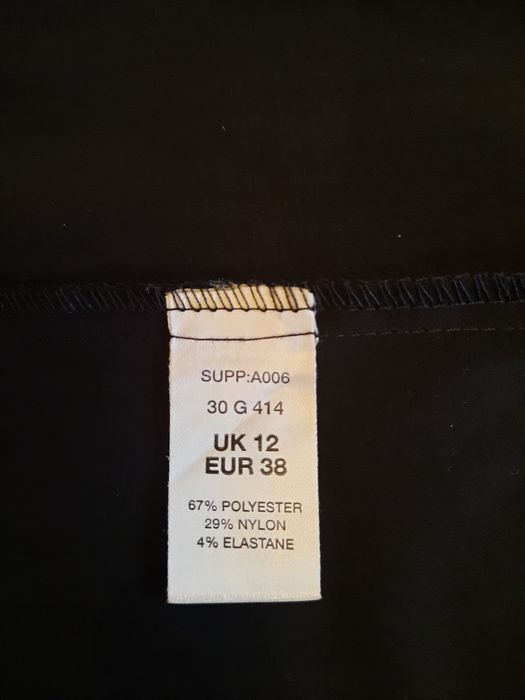 SUPP:A006
30 G 414
UK 12
EUR 38
67% POLYESTER
29% NYLON
4% ELASTANE